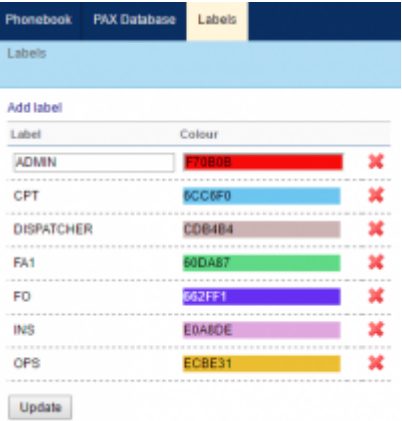 Phonebook PAX Database Labels
Labels
Add label
Label Colour
ADMIN F70B0B
CPT 6CC6F0
DISPATCHER CDB4B4
FA1 60DA87
FO 662FF1
INS E0A8DE
OPS ECBE31
Update